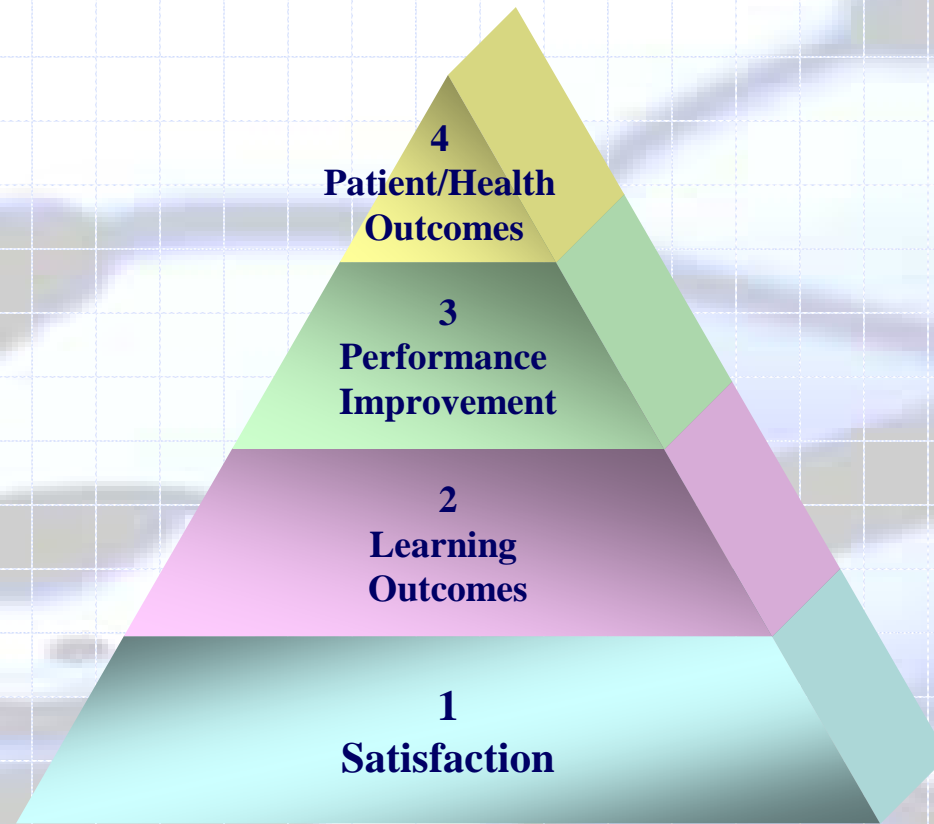 4
Patient/Health
Outcomes
3
Performance
Improvement
2
Learning
Outcomes
1
Satisfaction